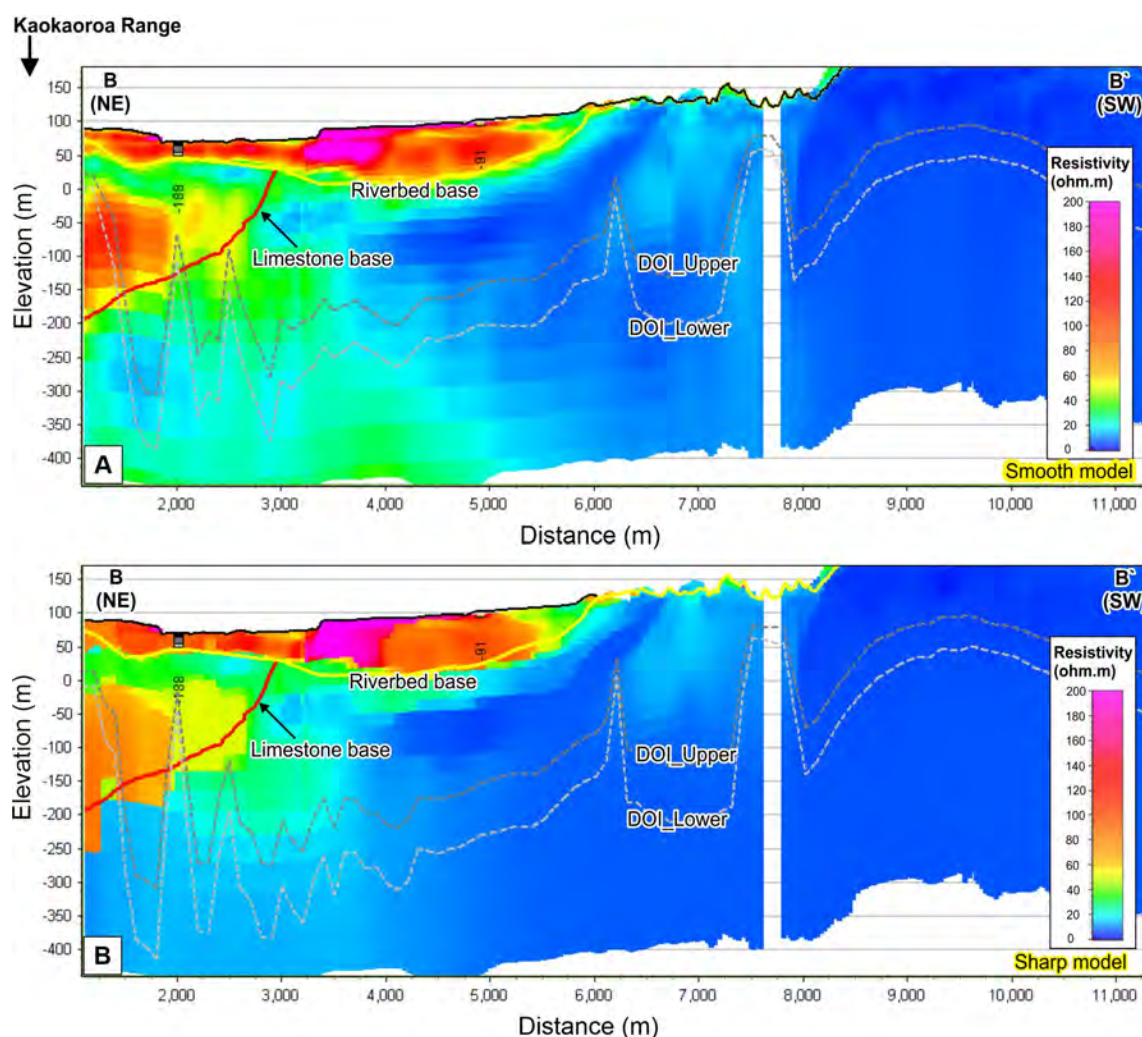 Kaokaoroa Range
B
(NE)
B`
(SW)
150
100
50
0
-50
-100
-150
-200
-250
-300
-350
-400
Elevation (m)
-188
-91
Riverbed base
Limestone base
DOI_Upper
DOI_Lower
Resistivity
(ohm.m)
200
180
160
140
120
100
80
60
40
20
0
A
Smooth model
2,000
3,000
4,000
5,000
6,000
7,000
8,000
9,000
10,000
11,000
Distance (m)
B
(NE)
B`
(SW)
150
100
50
0
-50
-100
-150
-200
-250
-300
-350
-400
Elevation (m)
-188
-91
Riverbed base
Limestone base
DOI_Upper
DOI_Lower
Resistivity
(ohm.m)
200
180
160
140
120
100
80
60
40
20
0
B
Sharp model
2,000
3,000
4,000
5,000
6,000
7,000
8,000
9,000
10,000
11,000
Distance (m)